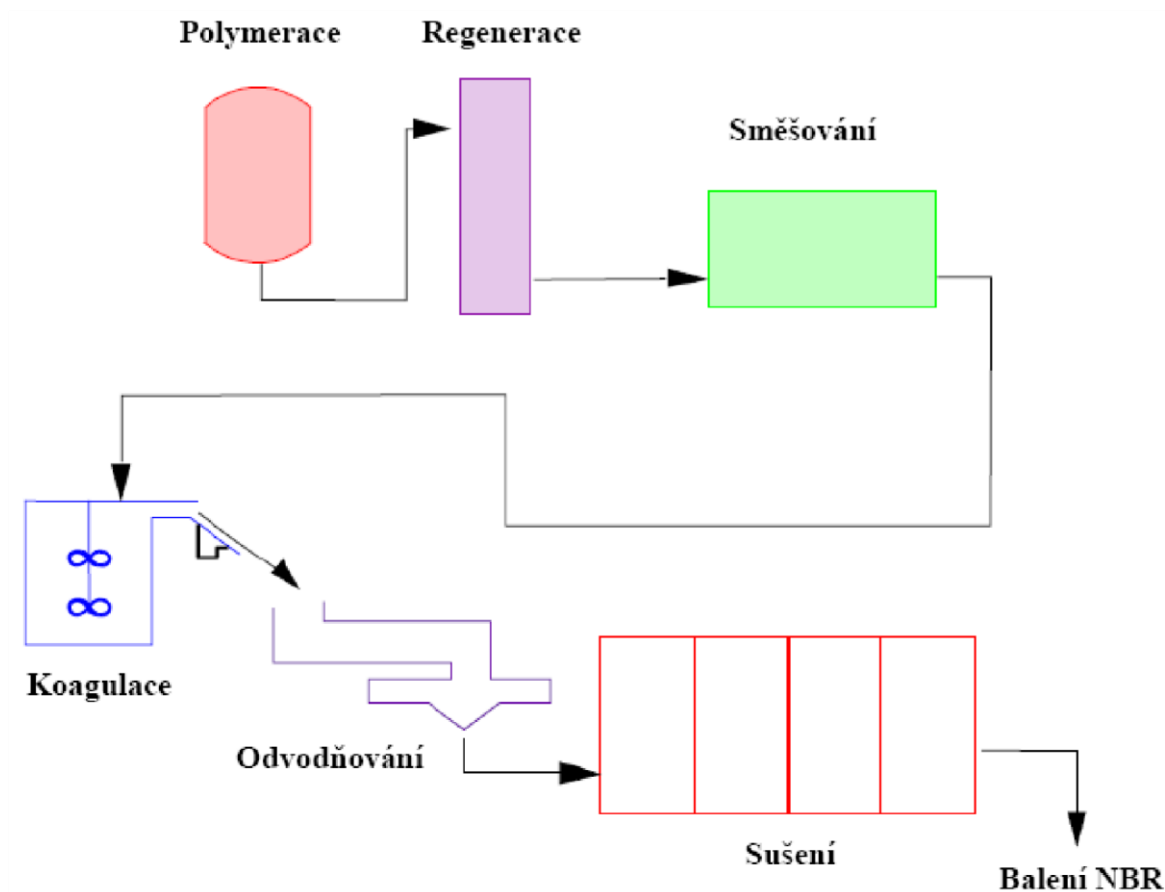 Polymerace
Regenerace
Směšování
Koagulace
Odvodňování
Sušení
Balení NBR